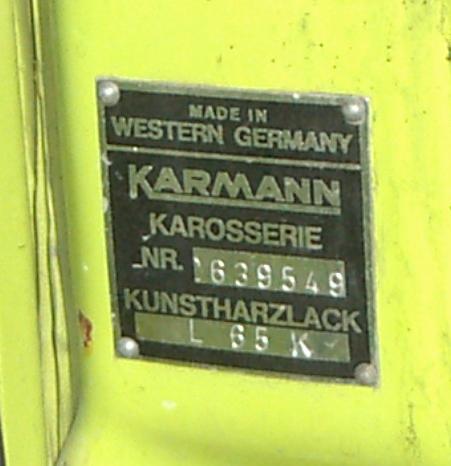 MADE IN
WESTERN GERMANY
KARMANN
KAROSSERIE
NR. 1639549
KUNSTHARZLACK
L 65 K